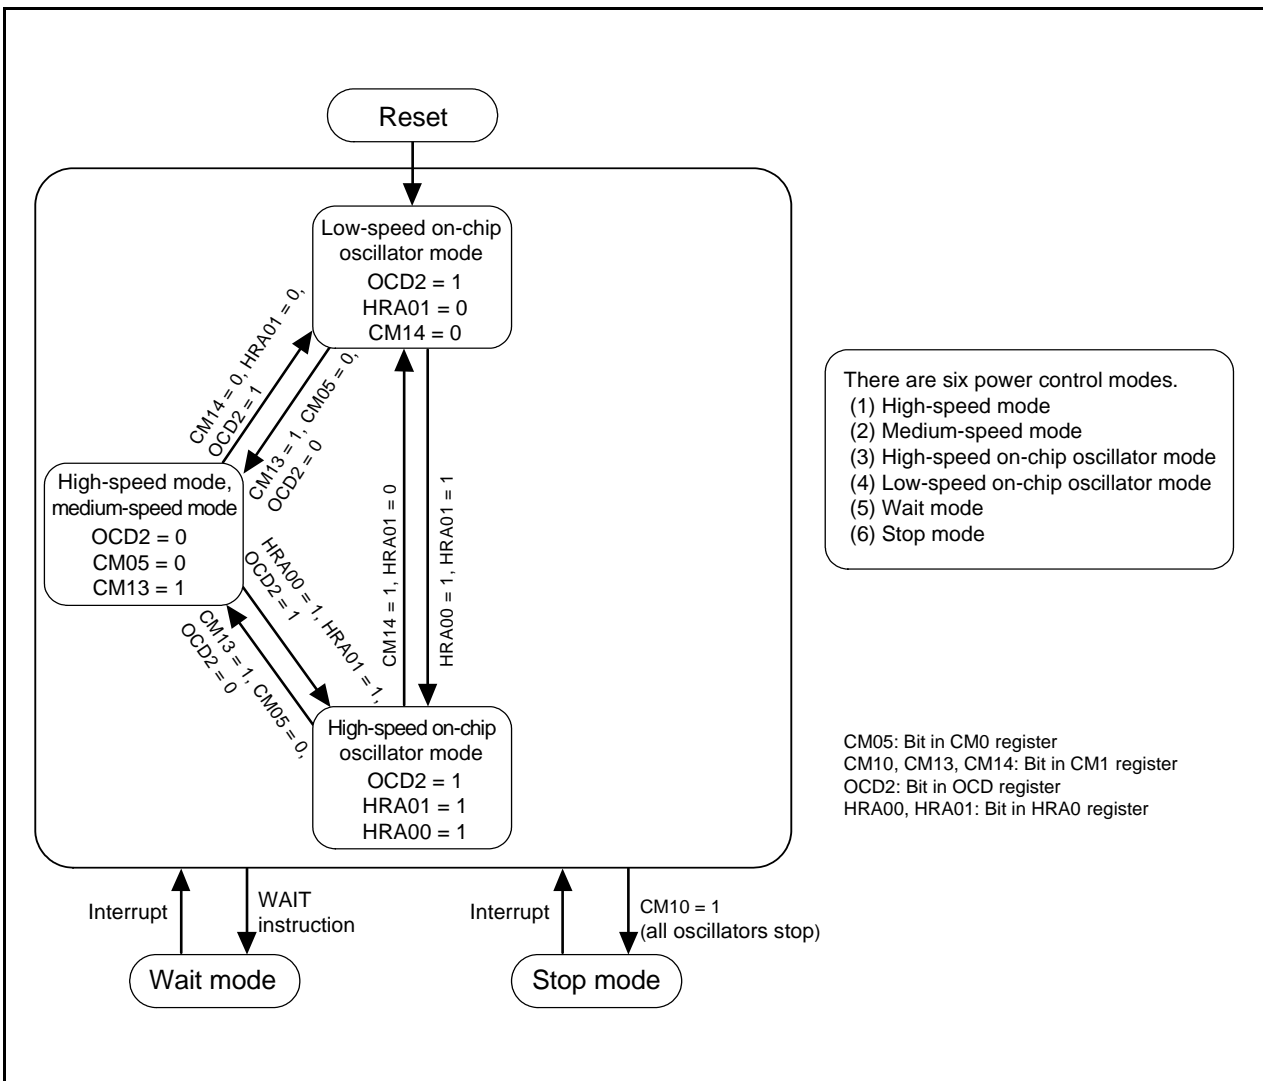 Reset
Low-speed on-chip
oscillator mode
OCD2 = 1
HRA01 = 0
CM14 = 0
CM14 = 0, HRA01 = 0,
OCD2 = 1
CM13 = 1, CM05 = 0,
OCD2 = 0
High-speed mode,
medium-speed mode
OCD2 = 0
CM05 = 0
CM13 = 1
HRA00 = 1, HRA01 = 1,
OCD2 = 1
CM13 = 1, CM05 = 0,
OCD2 = 0
CM14 = 1, HRA01 = 0
HRA00 = 1, HRA01 = 1
High-speed on-chip
oscillator mode
OCD2 = 1
HRA01 = 1
HRA00 = 1
Interrupt
WAIT
instruction
Wait mode
Interrupt
CM10 = 1
(all oscillators stop)
Stop mode
There are six power control modes.
(1) High-speed mode
(2) Medium-speed mode
(3) High-speed on-chip oscillator mode
(4) Low-speed on-chip oscillator mode
(5) Wait mode
(6) Stop mode
CM05: Bit in CM0 register
CM10, CM13, CM14: Bit in CM1 register
OCD2: Bit in OCD register
HRA00, HRA01: Bit in HRA0 register